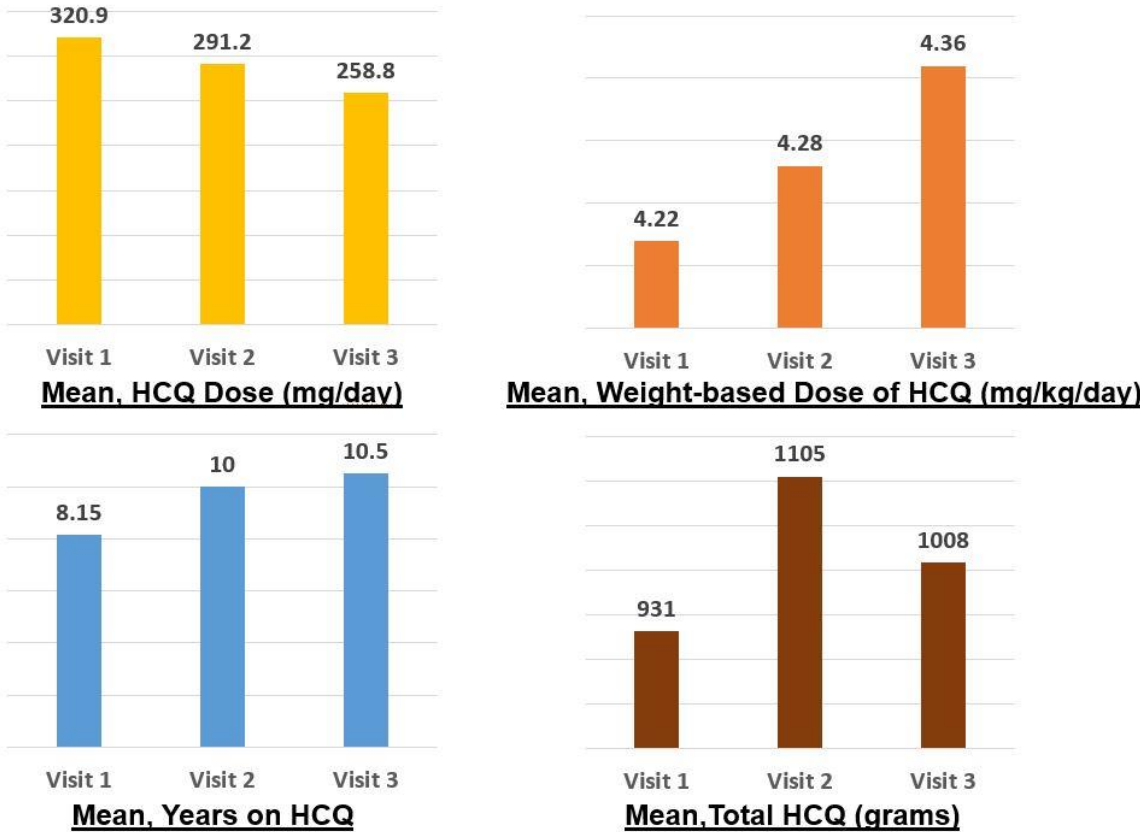 320.9
291.2
258.8
Visit 1 Visit 2 Visit 3
Mean, HCQ Dose (mg/day)
4.22
4.28
4.36
Visit 1 Visit 2 Visit 3
Mean, Weight-based Dose of HCQ (mg/kg/day)
8.15
10
10.5
Visit 1 Visit 2 Visit 3
Mean, Years on HCQ
931
1105
1008
Visit 1 Visit 2 Visit 3
Mean,Total HCQ (grams)